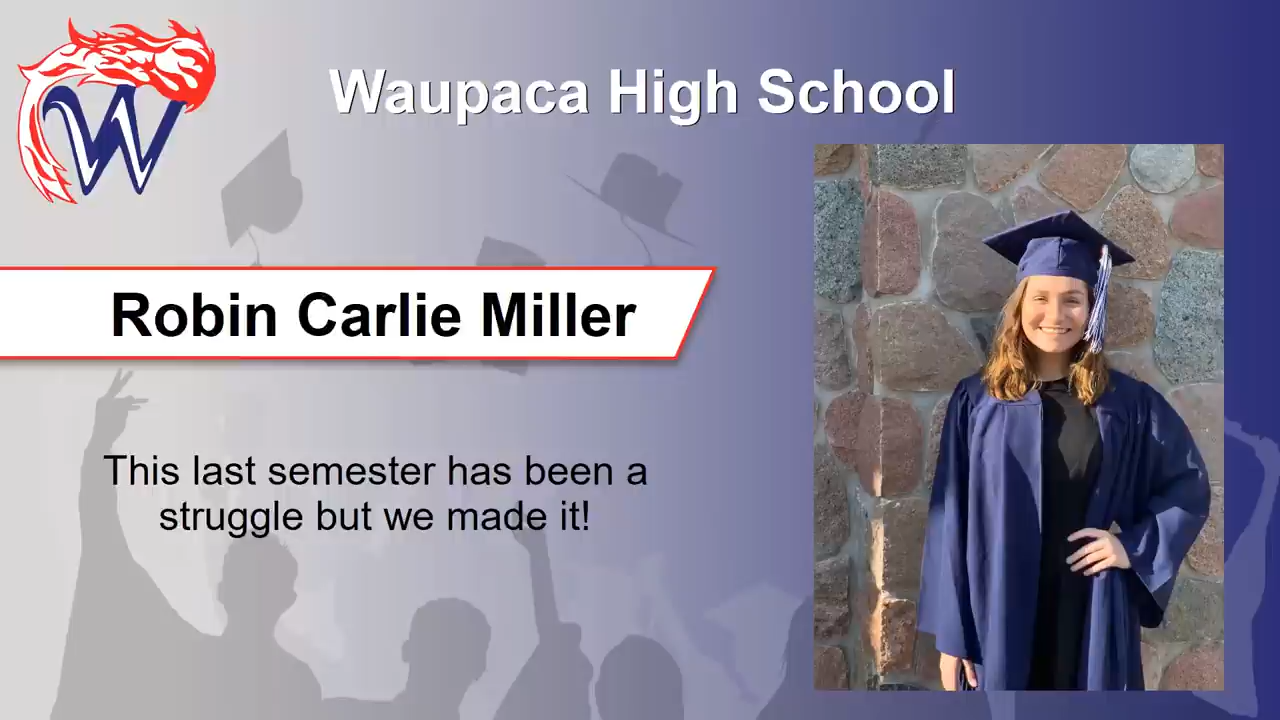 W
Waupaca High School
Robin Carlie Miller
This last semester has been a
struggle but we made it!